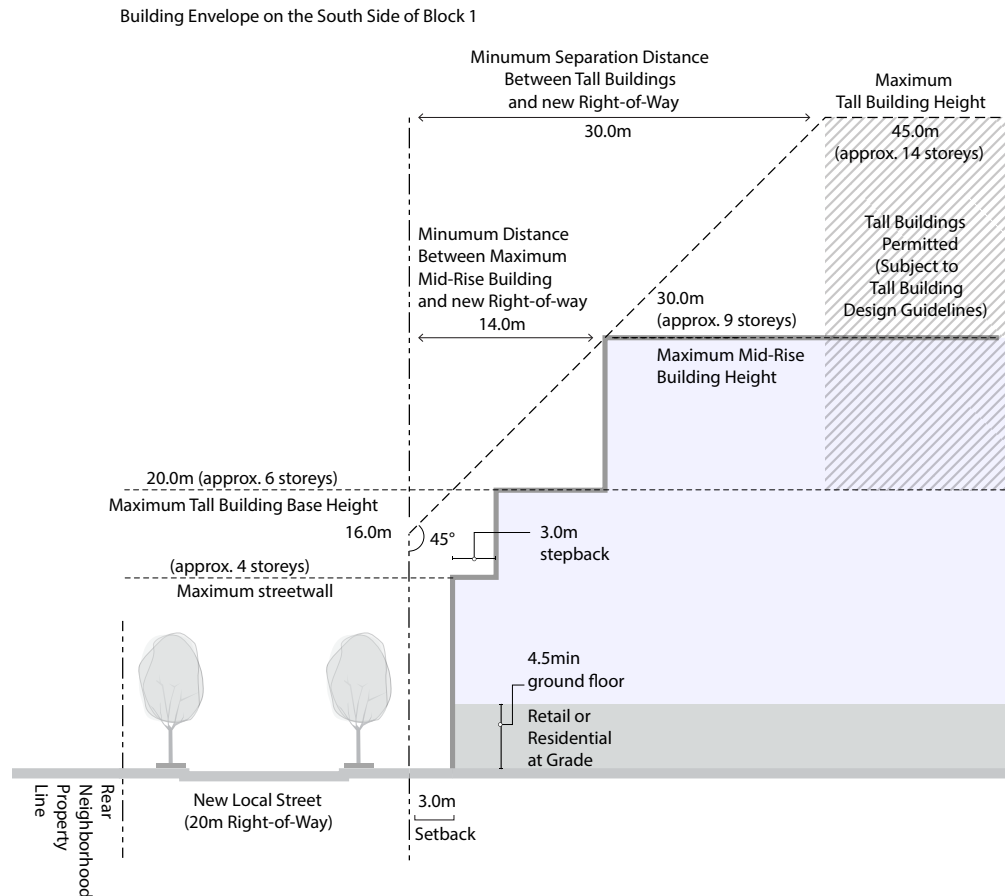 Building Envelope on the South Side of Block 1
Minumum Separation Distance
Between Tall Buildings
and new Right-of-Way
30.0m
Maximum
Tall Building Height
45.0m
(approx. 14 storeys)
Tall Buildings
Permitted
(Subject to
Tall Building
Design Guidelines)
Minumum Distance
Between Maximum
Mid-Rise Building
and new Right-of-way
14.0m
30.0m
(approx. 9 storeys)
Maximum Mid-Rise
Building Height
20.0m (approx. 6 storeys)
Maximum Tall Building Base Height
16.0m
45°
3.0m
stepback
(approx. 4 storeys)
Maximum streetwall
4.5min
ground floor
Retail or
Residential
at Grade
Rear
Neighborhood
Property
Line
New Local Street
(20m Right-of-Way)
3.0m
Setback